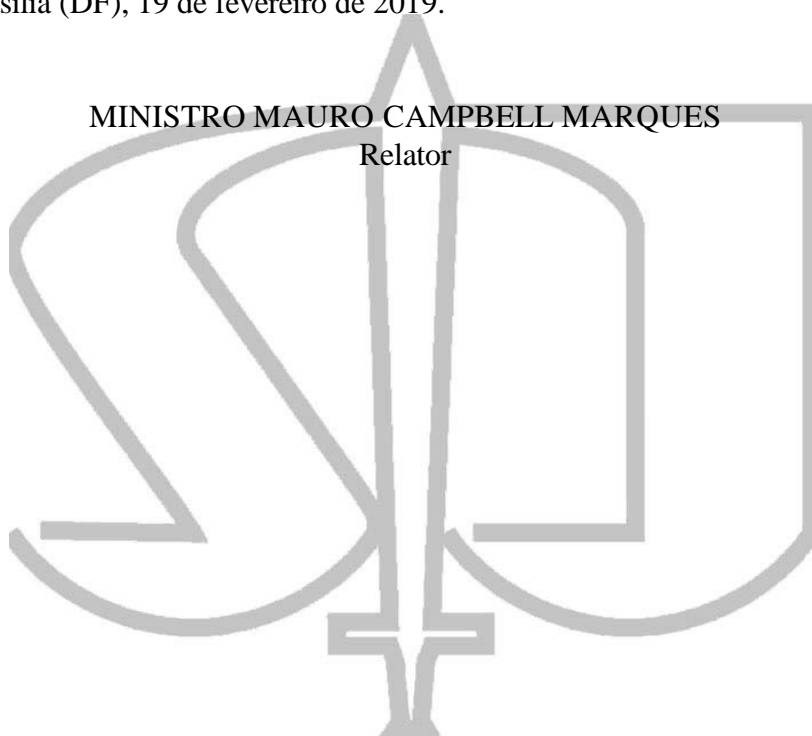 sília (DF), 19 de fevereiro de 2019.
MINISTRO MAURO CAMPBELL MARQUES
Relator